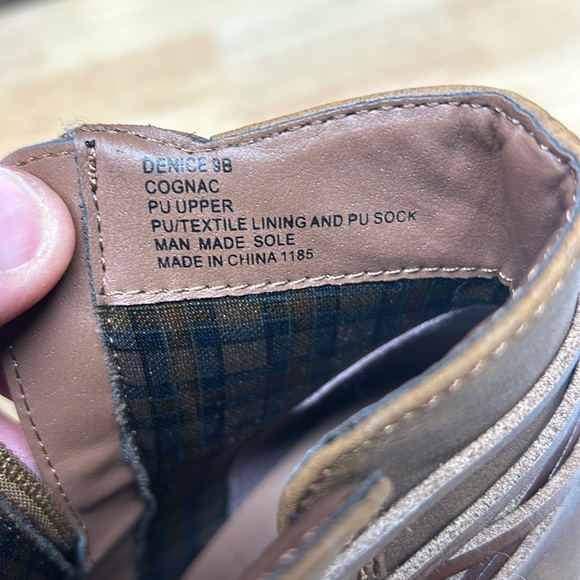 DENICE 9B
COGNAC
PU UPPER
PU/TEXTILE LINING AND PU SOCK
MAN MADE SOLE
MADE IN CHINA 1185